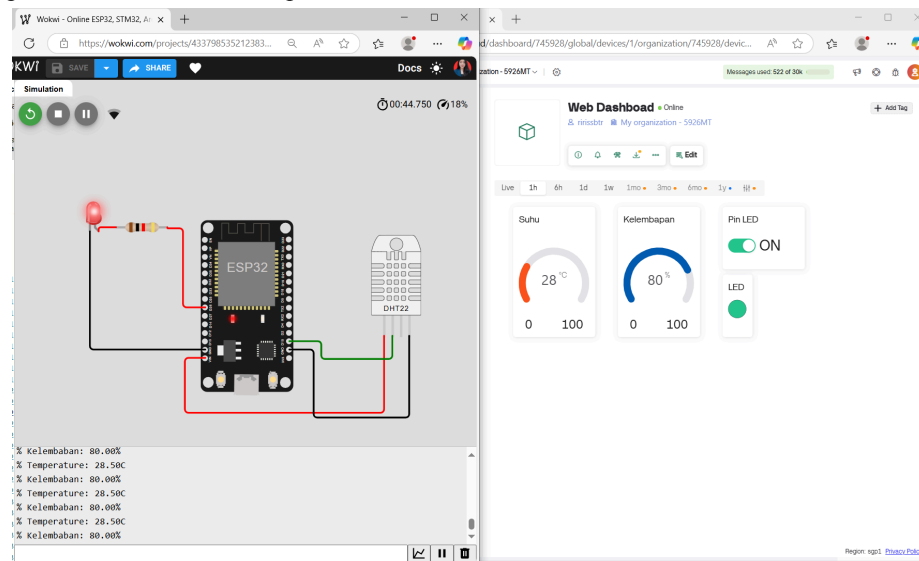 Wokwi - Online ESP32, STM32, Ar
https://wokwi.com/projects/433798535212383...
d/dashboard/745928/global/devices/1/organization/745928/devic...
KWI SAVE SHARE Docs
zation - 5926MT
Messages used: 522 of 30k
Simulation
00:44.750 18%
Web Dashboad Online
ririssbtr My organization - 5926MT
Add Tag
Edit
Live 1h 6h 1d 1w 1mo 3mo 6mo 1y
Suhu
Kelembapan
Pin LED
ON
28 °C
80 %
LED
0 100
0 100
ESP32
DHT22
% Kelembaban: 80.00%
% Temperature: 28.50C
% Kelembaban: 80.00%
% Temperature: 28.50C
% Kelembaban: 80.00%
% Temperature: 28.50C
% Kelembaban: 80.00%
Region: sgp1 Privacy Polic